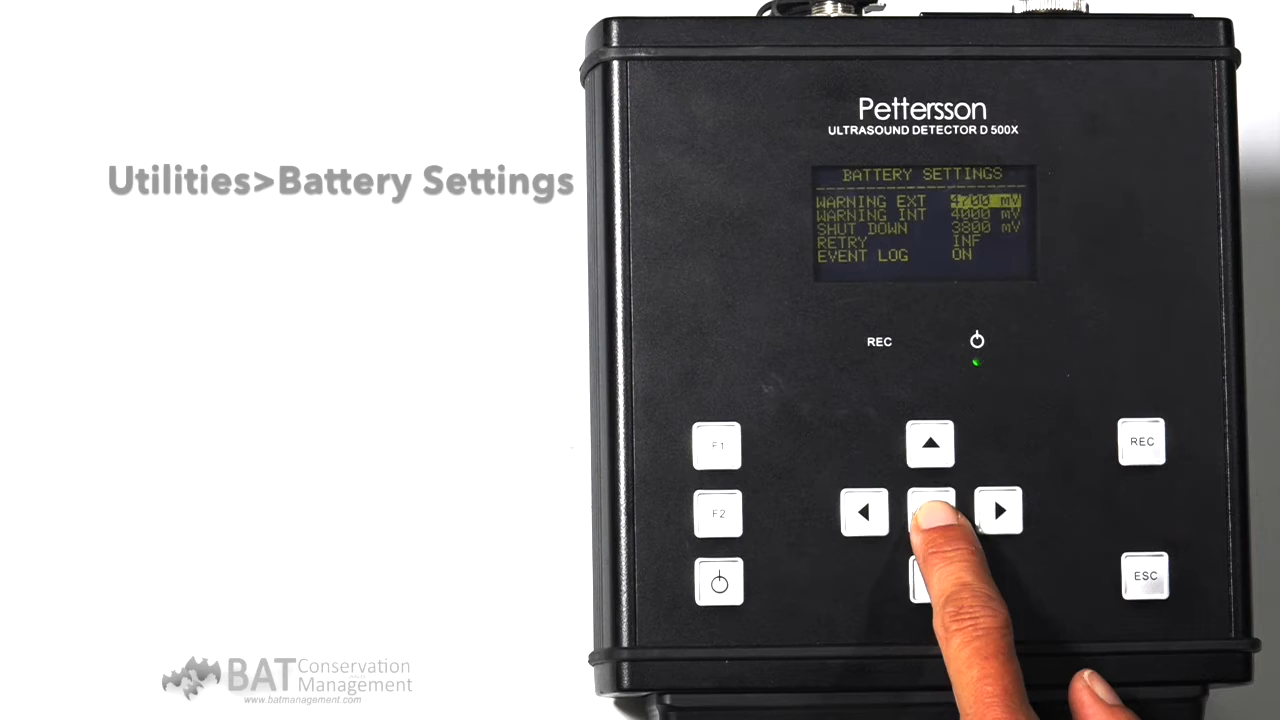 Pettersson
ULTRASOUND DETECTOR D 500X
Utilities>Battery Settings
BATTERY SETTINGS
WARNING EXT 4700 mV
WARNING INT 4000 mV
SHUT DOWN 3800 mV
RETRY INF
EVENT LOG ON
REC
F1
REC
F2
ESC
BAT Conservation
Management
www.batmanagement.com